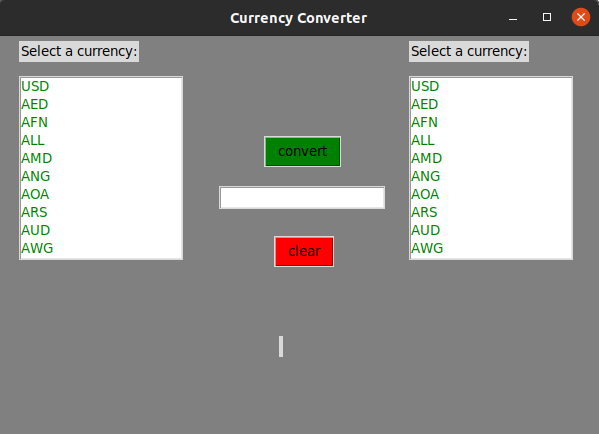 Currency Converter
Select a currency:
Select a currency:
USD
AED
AFN
ALL
AMD
ANG
AOA
ARS
AUD
AWG
convert
clear
USD
AED
AFN
ALL
AMD
ANG
AOA
ARS
AUD
AWG